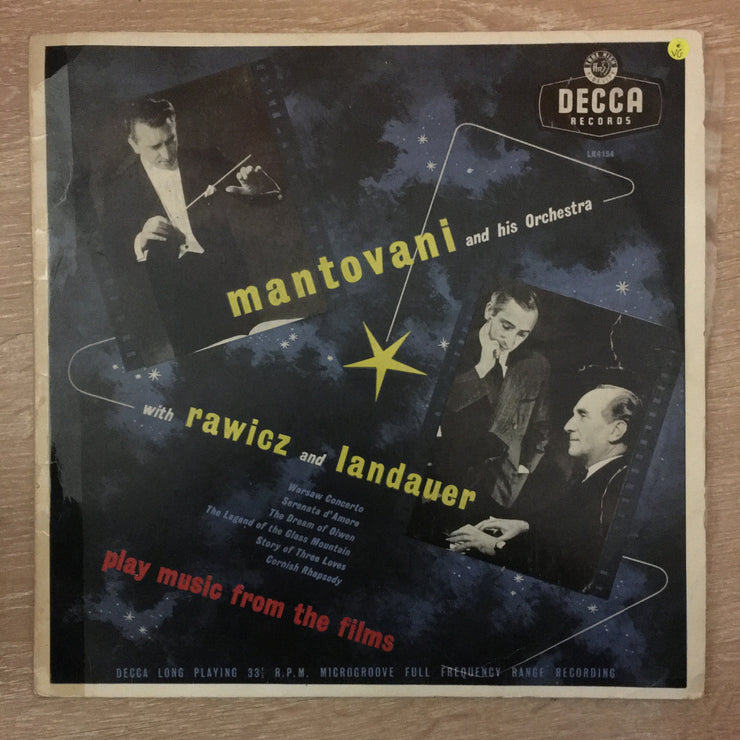 VG
DECCA
RECORDS
LK4154
mantovani and his Orchestra
with rawicz and landauer
Warsaw Concerto
Serenata d'Amore
The Dream of Olwen
The Legend of the Glass Mountain
Story of Three Loves
Cornish Rhapsody
play music from the films
DECCA LONG PLAYING 33⅓ R.P.M. MICROGROOVE FULL FREQUENCY RANGE RECORDING